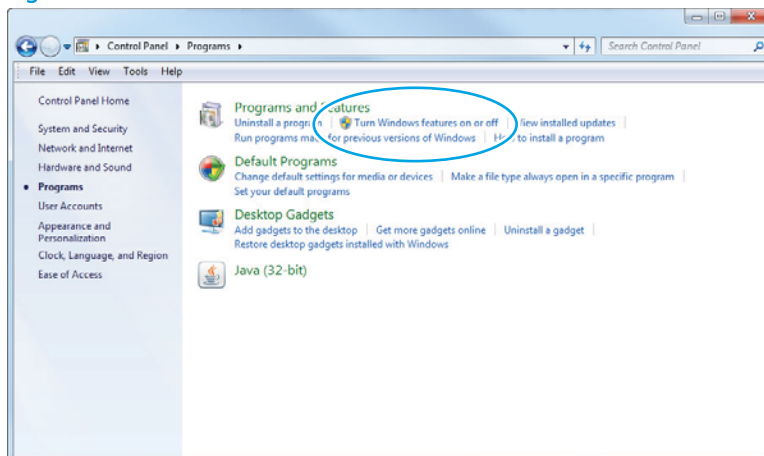 Control Panel Programs
Search Control Panel
File Edit View Tools Help
Control Panel Home
System and Security
Network and Internet
Hardware and Sound
Programs
User Accounts
Appearance and
Personalization
Clock, Language, and Region
Ease of Access
Programs and Features
Uninstall a program Turn Windows features on or off View installed updates
Run programs made for previous versions of Windows How to install a program
Default Programs
Change default settings for media or devices Make a file type always open in a specific program
Set your default programs
Desktop Gadgets
Add gadgets to the desktop Get more gadgets online Uninstall a gadget
Restore desktop gadgets installed with Windows
Java (32-bit)